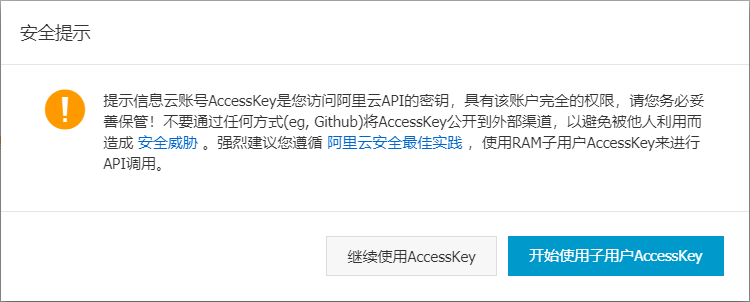 安全提示
提示信息云账号AccessKey是您访问阿里云API的密钥，具有该账户完全的权限，请您务必妥
善保管！不要通过任何方式(eg, Github)将AccessKey公开到外部渠道，以避免被他人利用而
造成 安全威胁 。强烈建议您遵循 阿里云安全最佳实践 ，使用RAM子用户AccessKey来进行
API调用。
继续使用AccessKey 开始使用子用户AccessKey